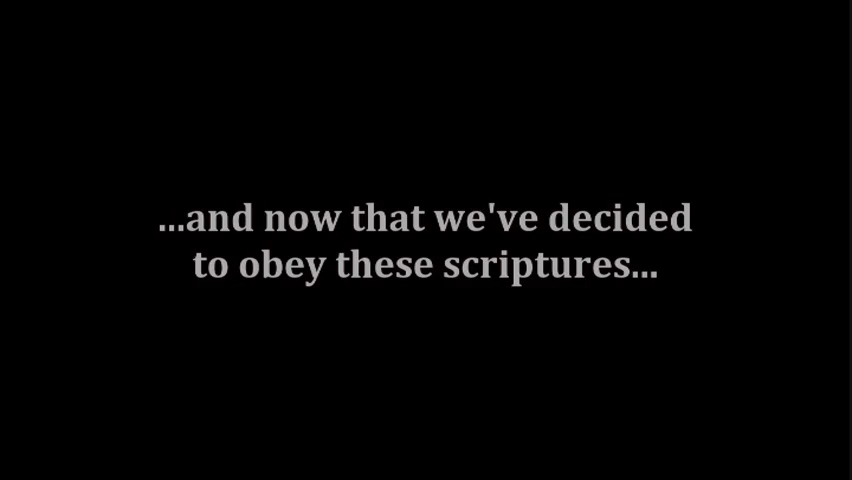 ...and now that we've decided
to obey these scriptures...